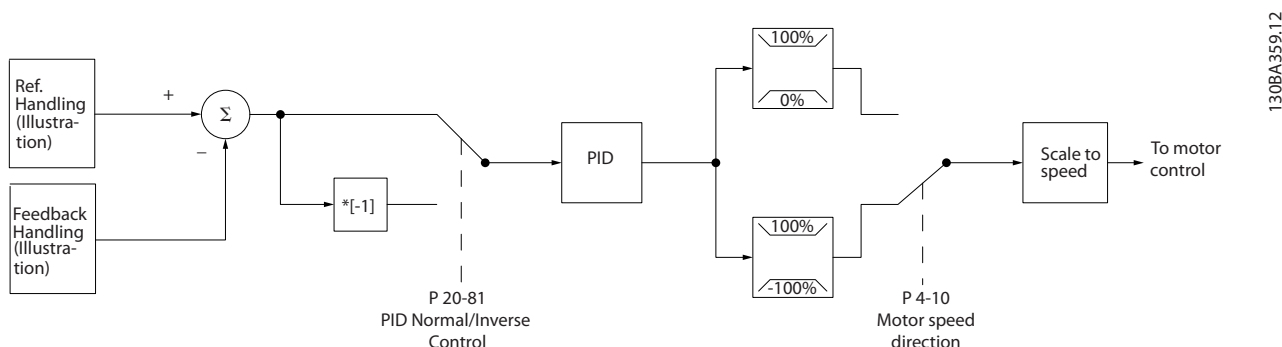 130BA359.12
Ref.
Handling
(Illustra-
tion)
+
Σ
−
Feedback
Handling
(Illustra-
tion)
*[-1]
P 20-81
PID Normal/Inverse
Control
PID
100%
0%
100%
-100%
P 4-10
Motor speed
direction
Scale to
speed
To motor
control